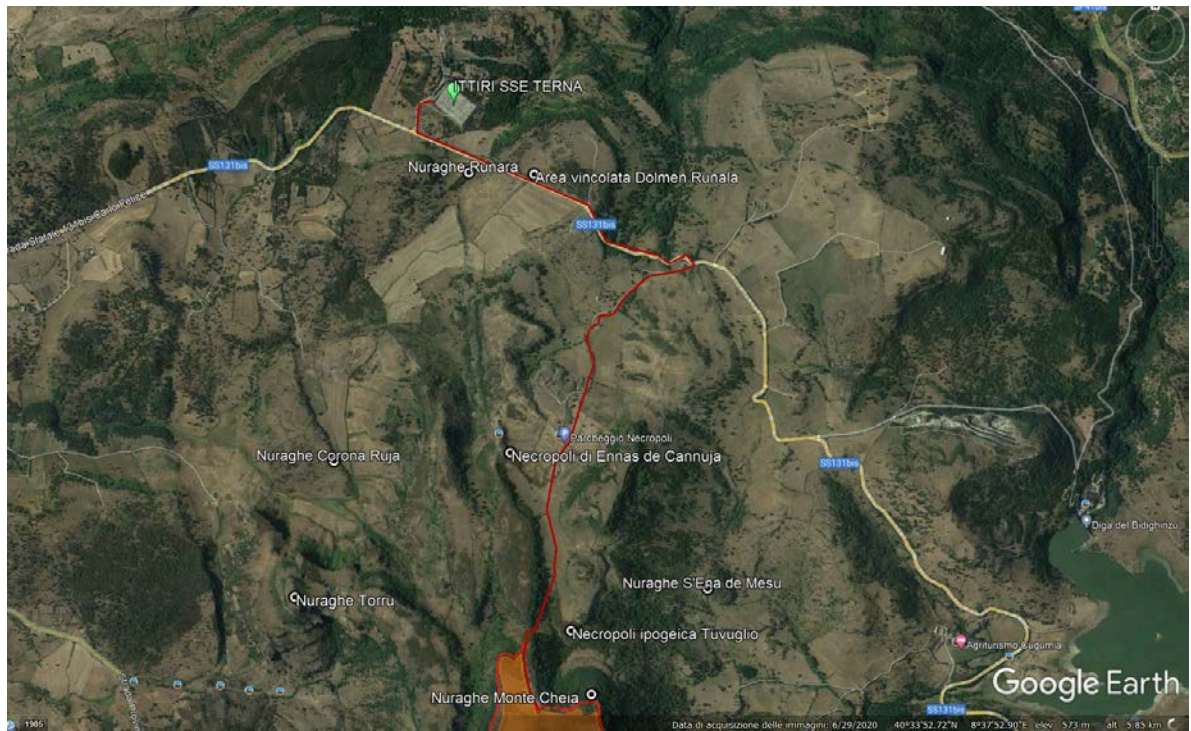 ITTIRI SSE TERNA
SS131bis
Nuraghe Runara
Area vincolata Dolmen Runala
SS131bis
Parcheggio Necropoli
Nuraghe Corona Ruja
Necropoli di Ennas de Cannuja
SS131bis
Diga del Bidighinzu
Nuraghe S'Ena de Mesu
Nuraghe Torru
Necropoli ipogeica Tuvuglio
Agriturismo
Nuraghe Monte Cheia
Google Earth
SS131bis
1985
Data di acquisizione delle immagini: 6/29/2020 40°33'52.72"N 8°37'52.90"E elev 573 m alt 5.85 km